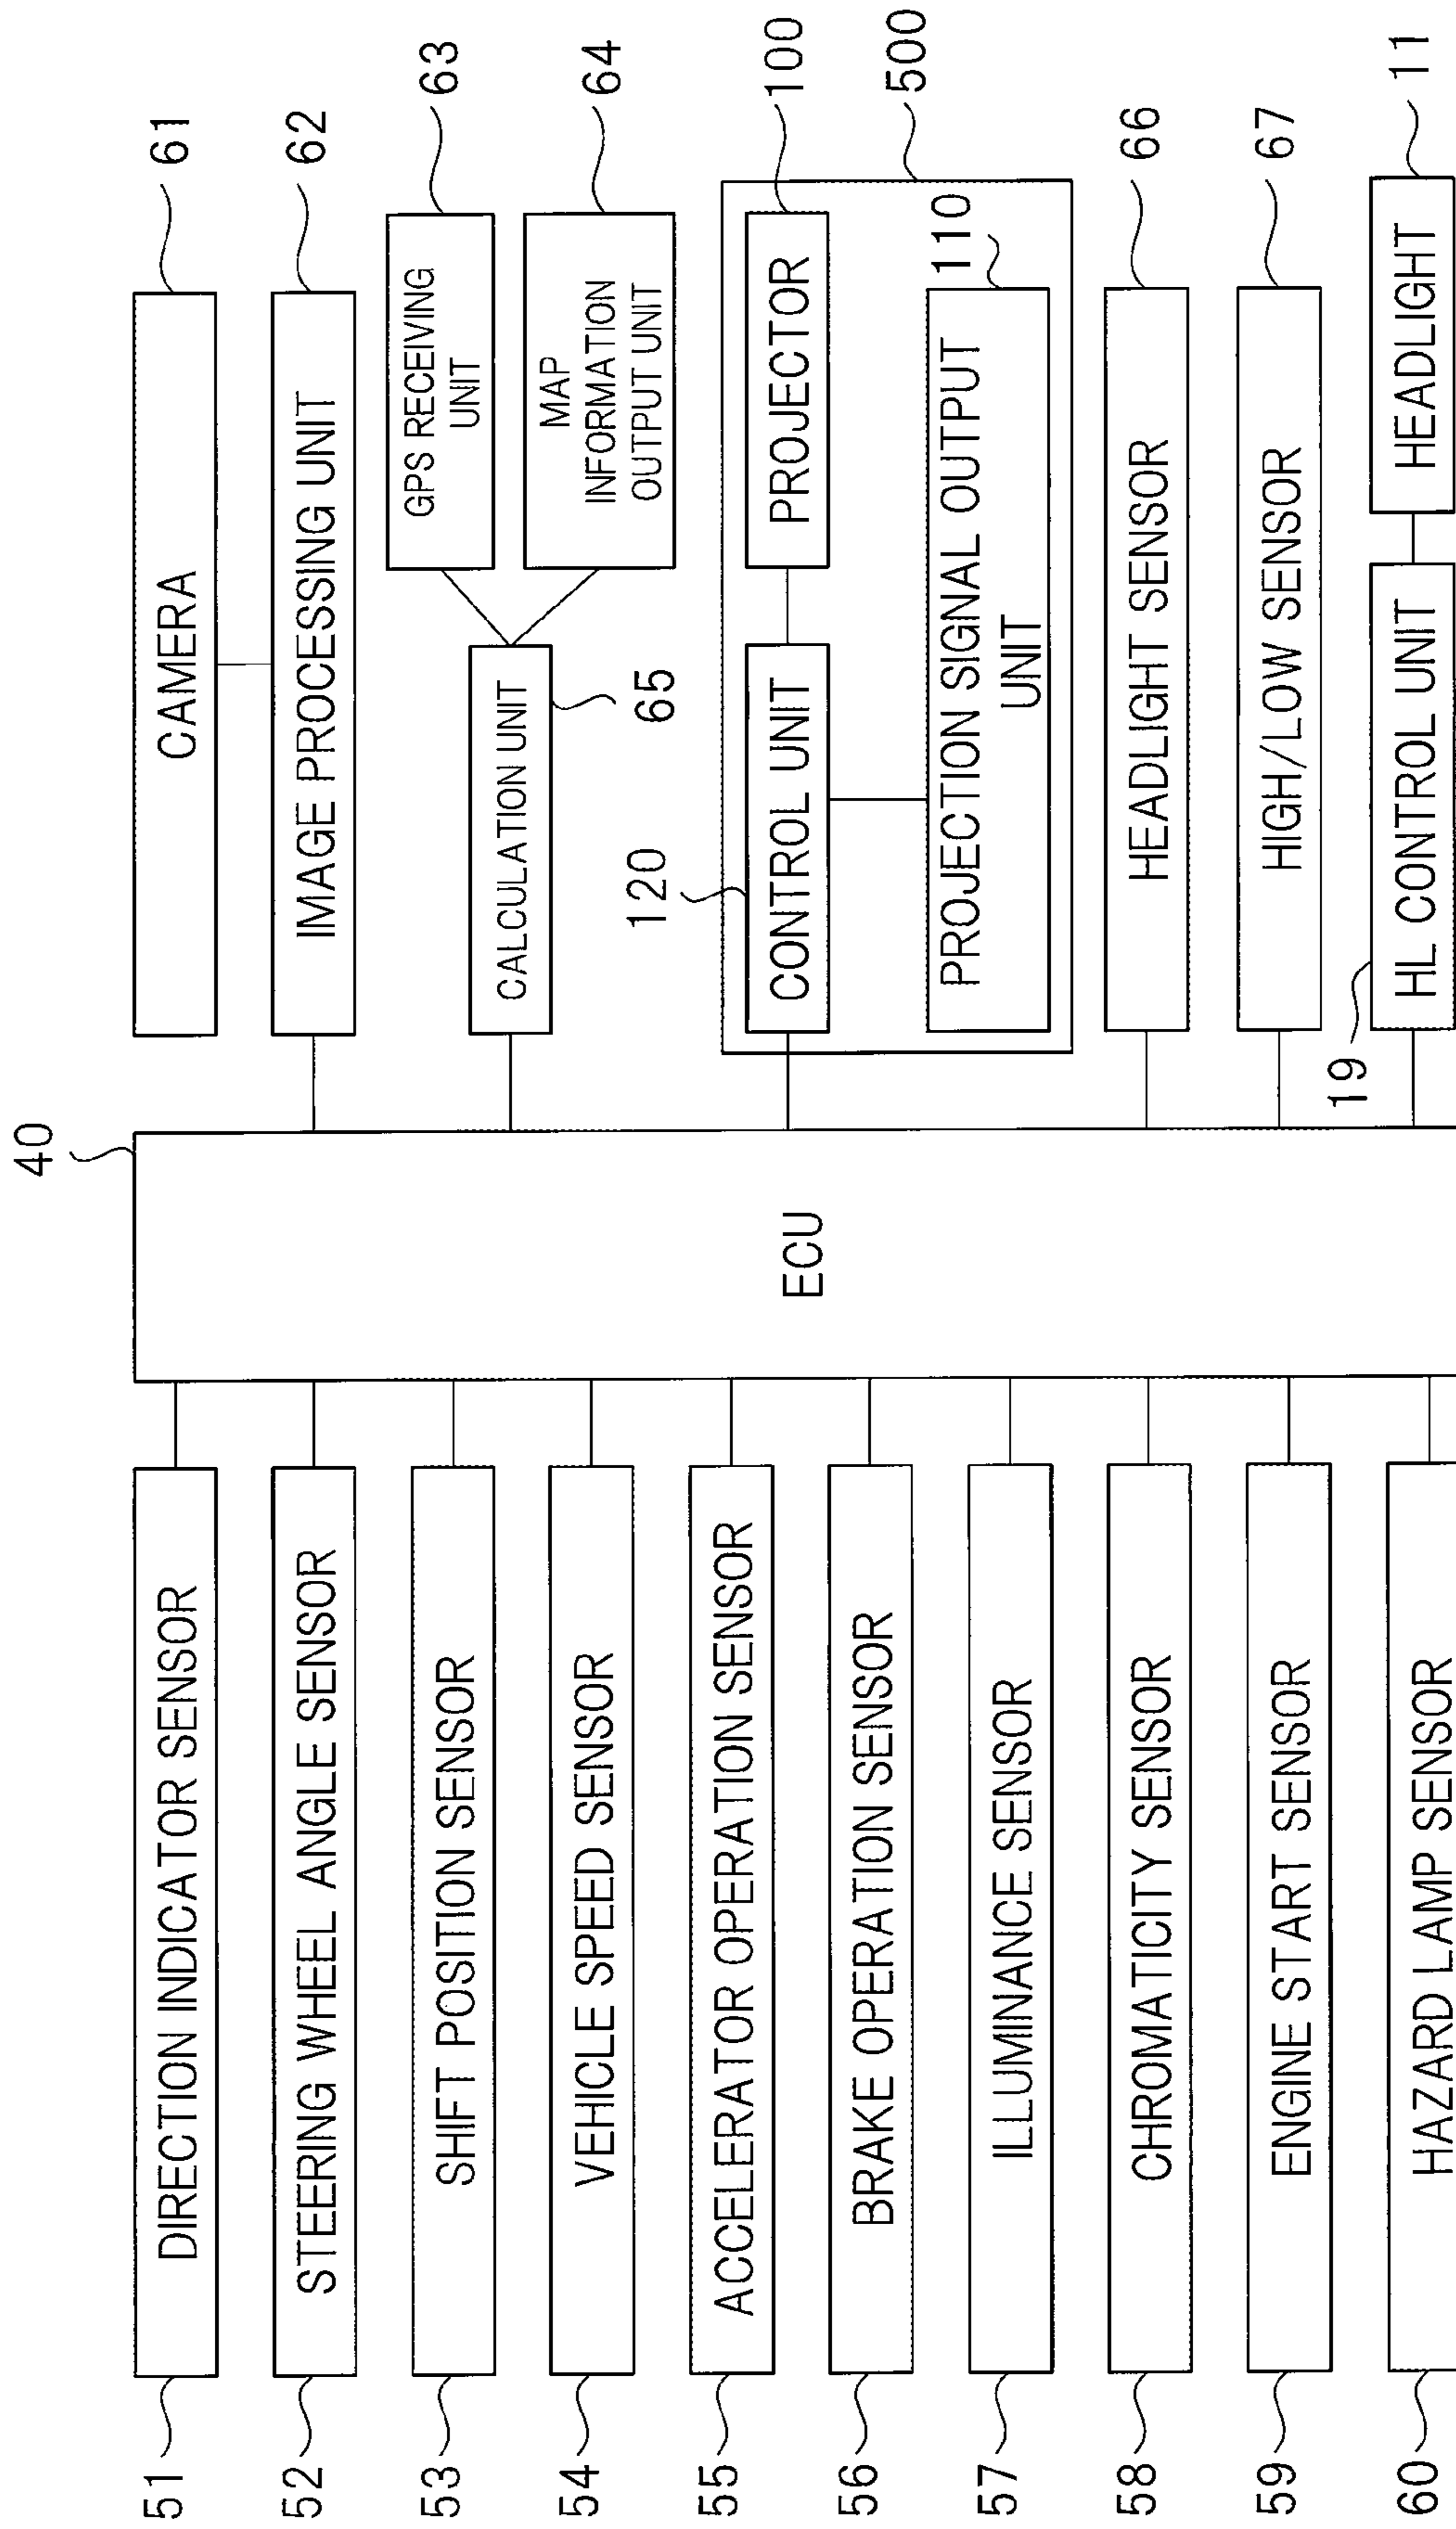 40
51
DIRECTION INDICATOR SENSOR
52
STEERING WHEEL ANGLE SENSOR
53
SHIFT POSITION SENSOR
54
VEHICLE SPEED SENSOR
55
ACCELERATOR OPERATION SENSOR
56
BRAKE OPERATION SENSOR
57
ILLUMINANCE SENSOR
58
CHROMATICITY SENSOR
59
ENGINE START SENSOR
60
HAZARD LAMP SENSOR
ECU
CAMERA
61
IMAGE PROCESSING UNIT
62
GPS RECEIVING
UNIT
63
MAP
INFORMATION
OUTPUT UNIT
64
CALCULATION UNIT
65
120
CONTROL UNIT
PROJECTOR
100
500
110
PROJECTION SIGNAL OUTPUT
UNIT
HEADLIGHT SENSOR
66
HIGH/LOW SENSOR
67
19
HL CONTROL UNIT
HEADLIGHT
11